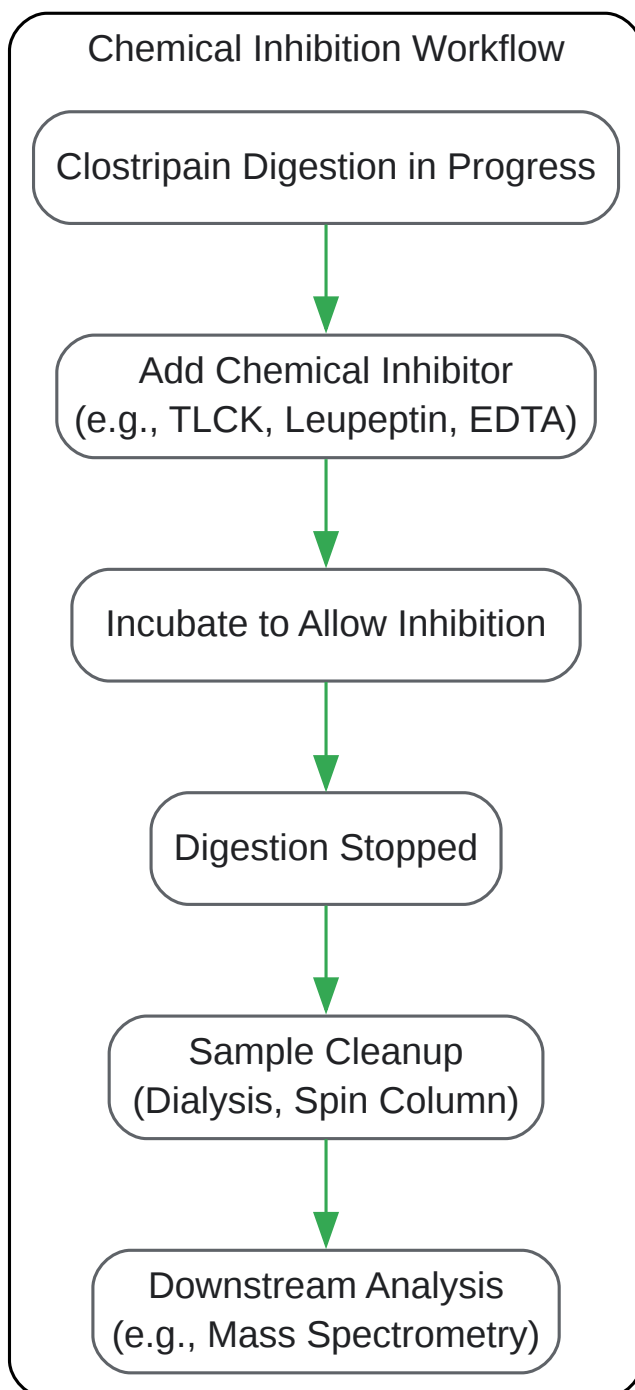 Chemical Inhibition Workflow
Clostripain Digestion in Progress
Add Chemical Inhibitor
(e.g., TLCK, Leupeptin, EDTA)
Incubate to Allow Inhibition
Digestion Stopped
Sample Cleanup
(Dialysis, Spin Column)
Downstream Analysis
(e.g., Mass Spectrometry)